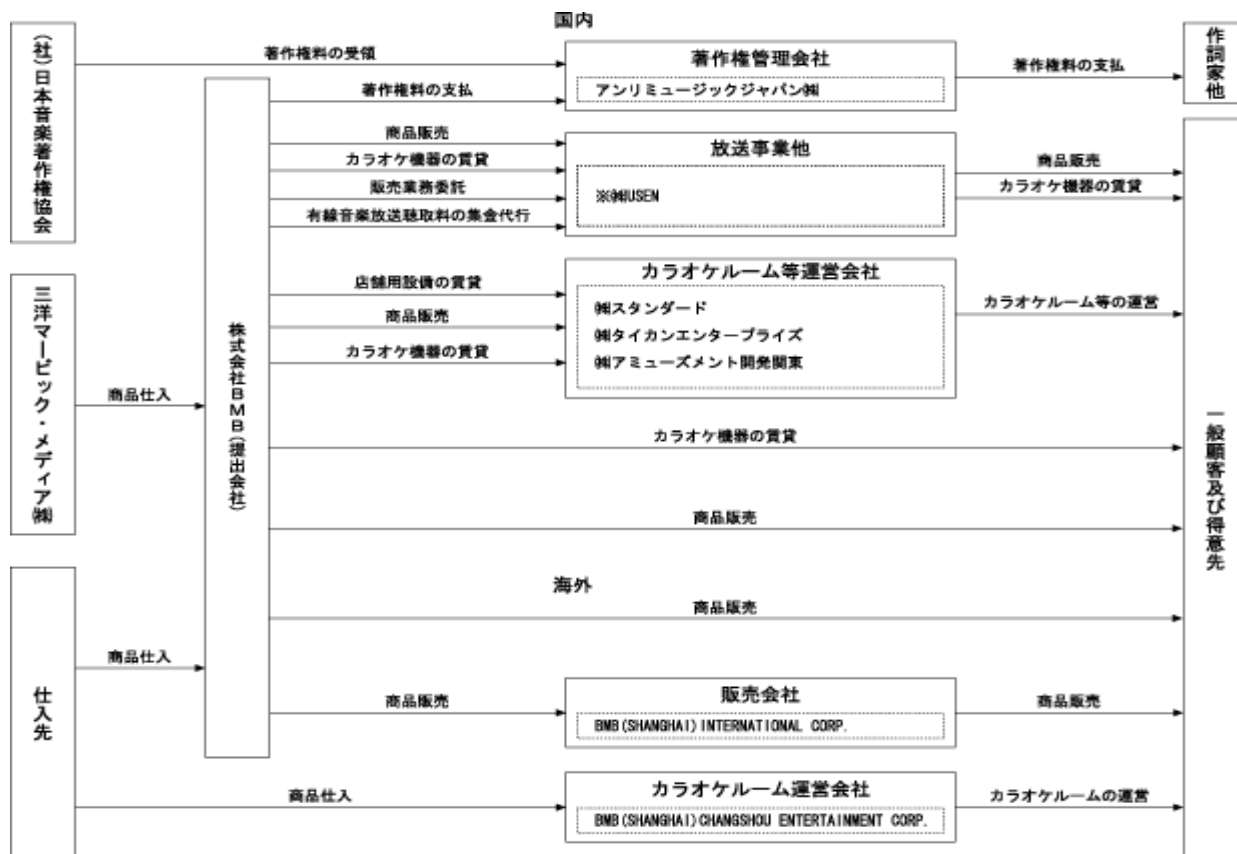 国内
(社)日本音楽著作権協会
著作権料の受領
著作権管理会社
アンリミュージックジャパン㈱
著作権料の支払
作詞家他
著作権料の支払
商品販売
カラオケ機器の賃貸
販売業務委託
有線音楽放送聴取料の集金代行
放送事業他
※㈱USEN
商品販売
カラオケ機器の賃貸
三洋マービック・メディア㈱
商品仕入
株式会社BMB(提出会社)
店舗用設備の賃貸
商品販売
カラオケ機器の賃貸
カラオケルーム等運営会社
㈱スタンダード
㈱タイカンエンタープライズ
㈱アミューズメント開発関東
カラオケルーム等の運営
一般顧客及び得意先
カラオケ機器の賃貸
商品販売
海外
商品販売
仕入先
商品仕入
商品販売
販売会社
BMB(SHANGHAI)INTERNATIONAL CORP.
商品販売
商品仕入
カラオケルーム運営会社
BMB(SHANGHAI)CHANGSHOU ENTERTAINMENT CORP.
カラオケルームの運営